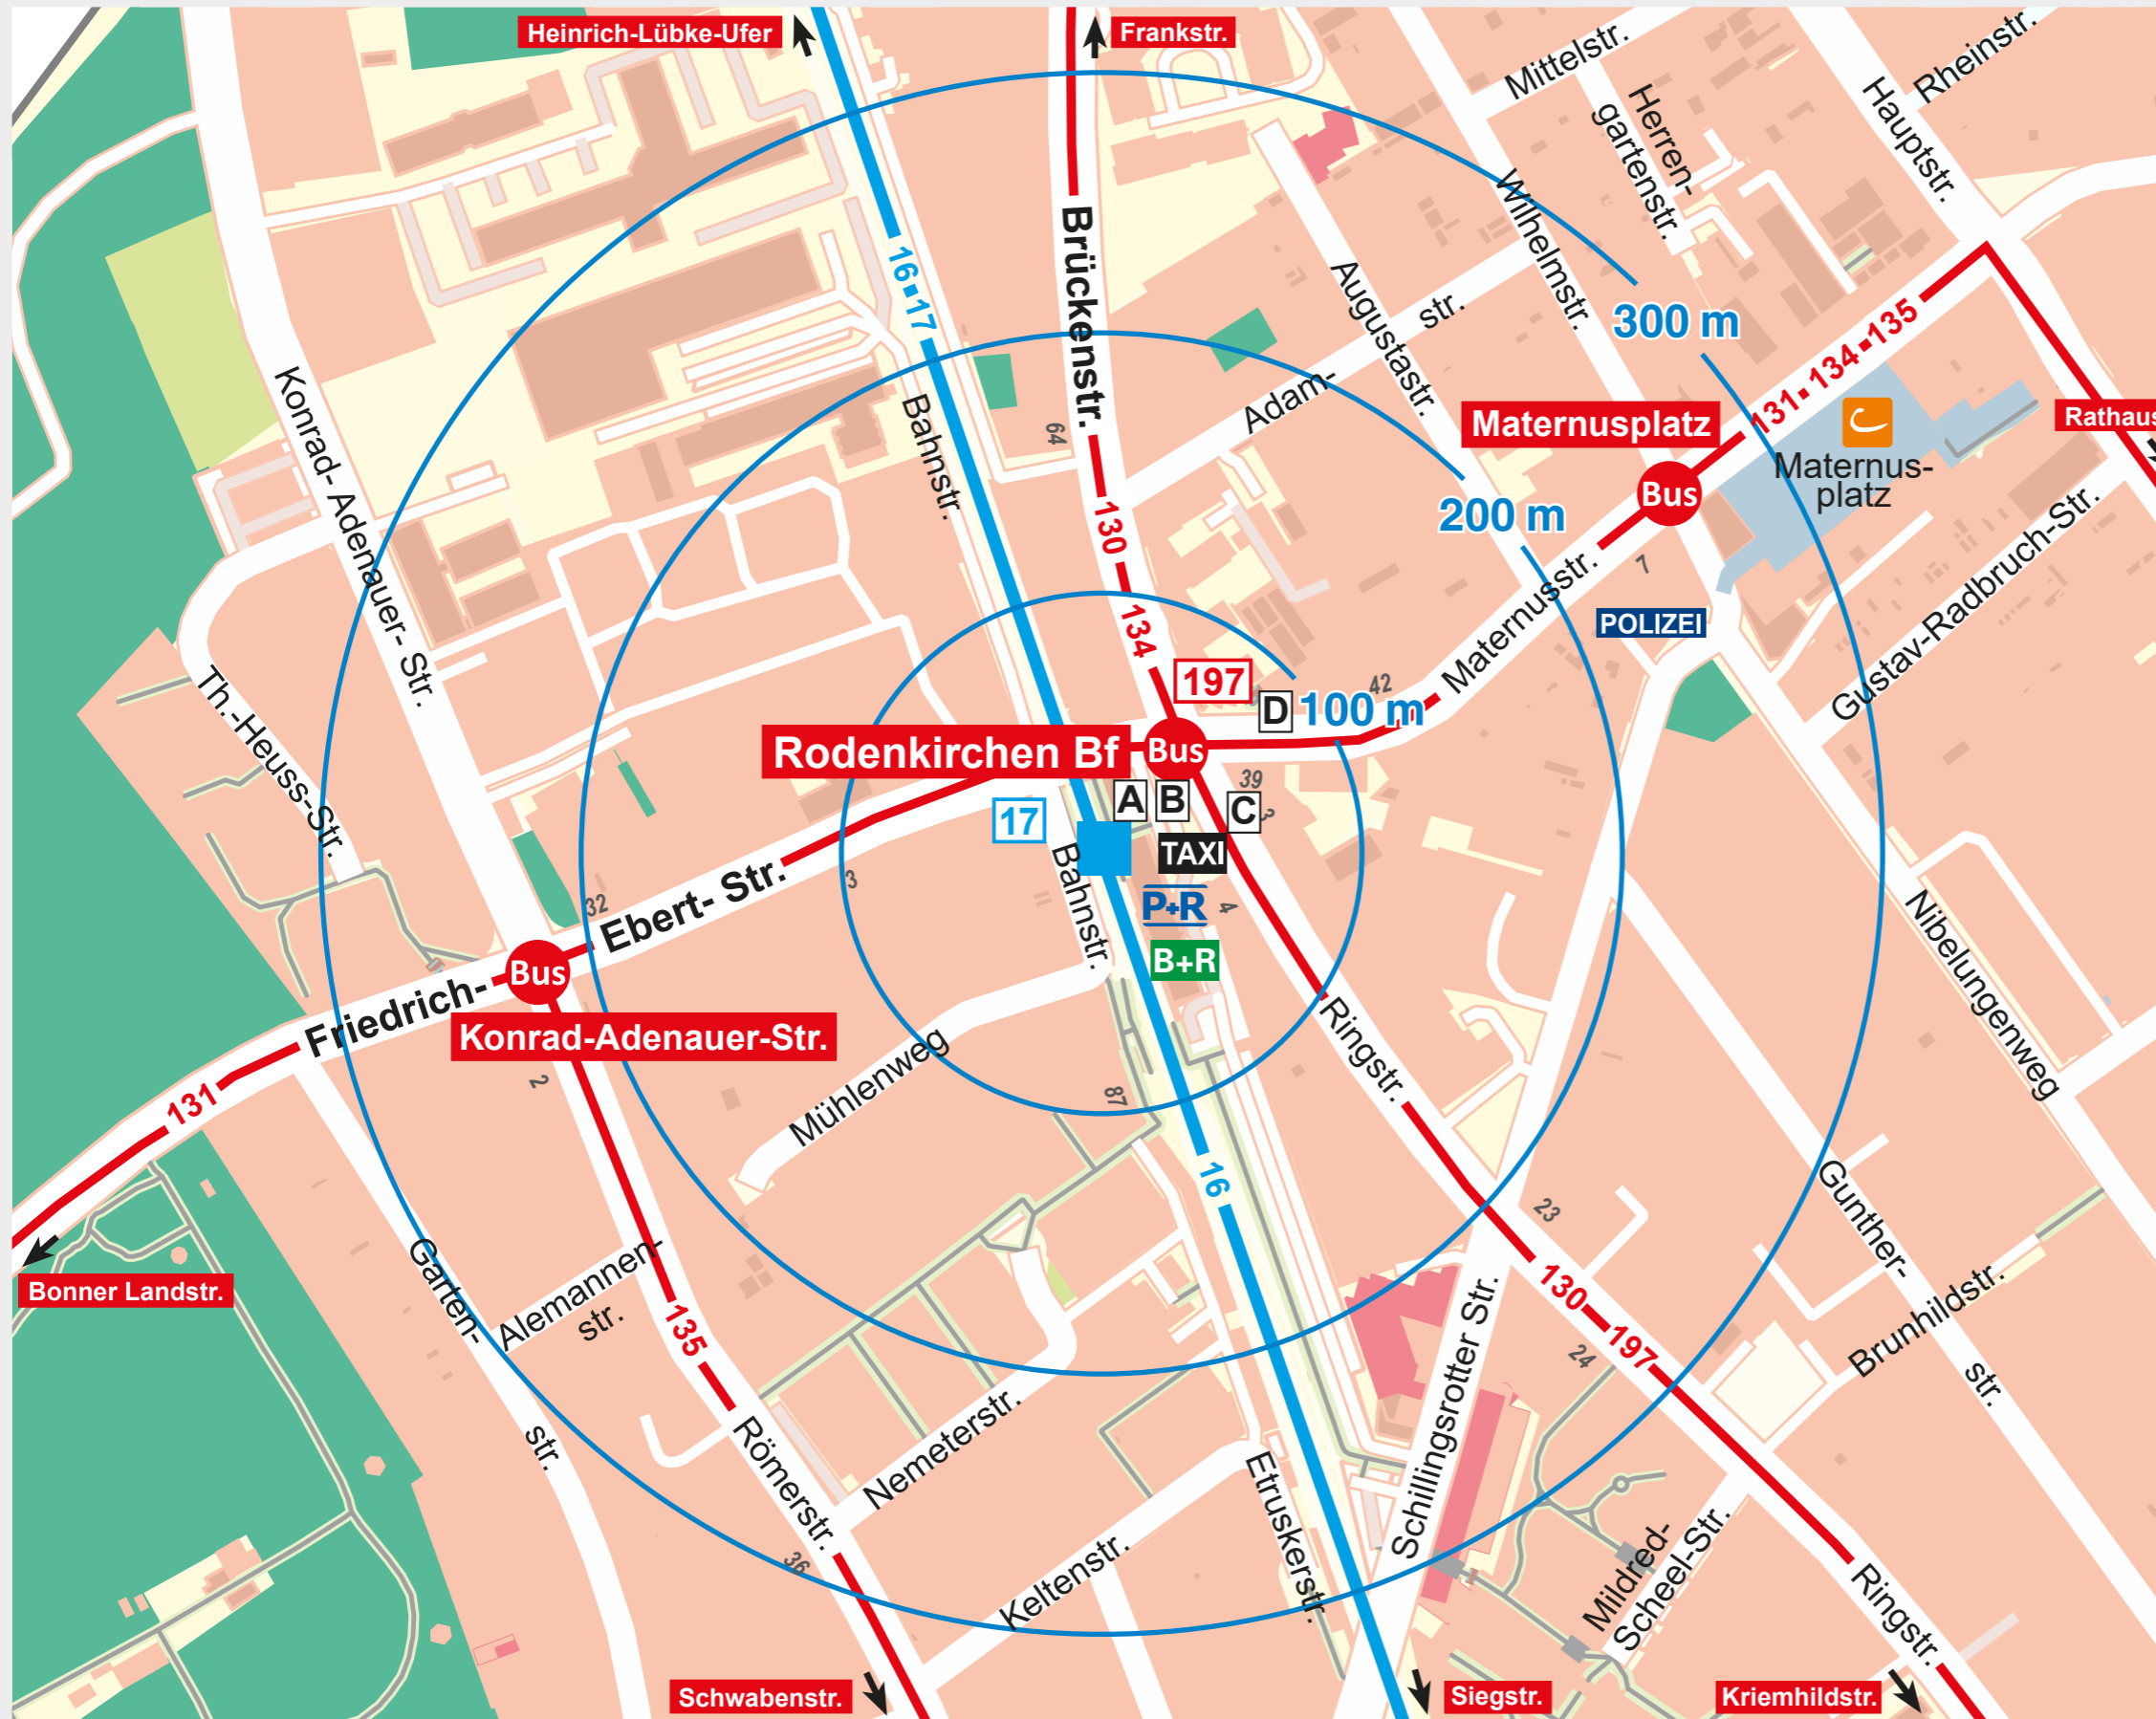 Heinrich-Lübke-Ufer
Frankstr.
Mittelstr.
Rheinstr.
Herren-
gartenstr.
Hauptstr.
Wilhelmstr.
Brückenstr.
16▪17
Augustastr.
Adam-
str.
300 m
131▪134▪135
Konrad- Adenauer- Str.
Bahnstr.
64
Maternusplatz
Bus
Maternus-
platz
Rathaus
200 m
130
134
7
POLIZEI
Maternusstr.
Gustav-Radbruch-Str.
Th.-Heuss-Str.
197
D
100 m
42
Rodenkirchen Bf
Bus
39
A
B
C
3
17
TAXI
Bahnstr.
P+R
4
B+R
3
32
Ebert- Str.
Bus
Friedrich-
Konrad-Adenauer-Str.
2
131
Nibelungenweg
Ringstr.
Mühlenweg
87
16
23
Gunther-
str.
Bonner Landstr.
Garten-
str.
Alemannen-
str.
135
130
197
24
Brunhildstr.
Schillingsrotter Str.
Römerstr.
Nemeterstr.
36
Etruskerstr.
Keltenstr.
Mildred-
Scheel-Str.
Ringstr.
Schwabenstr.
Siegstr.
Kriemhildstr.